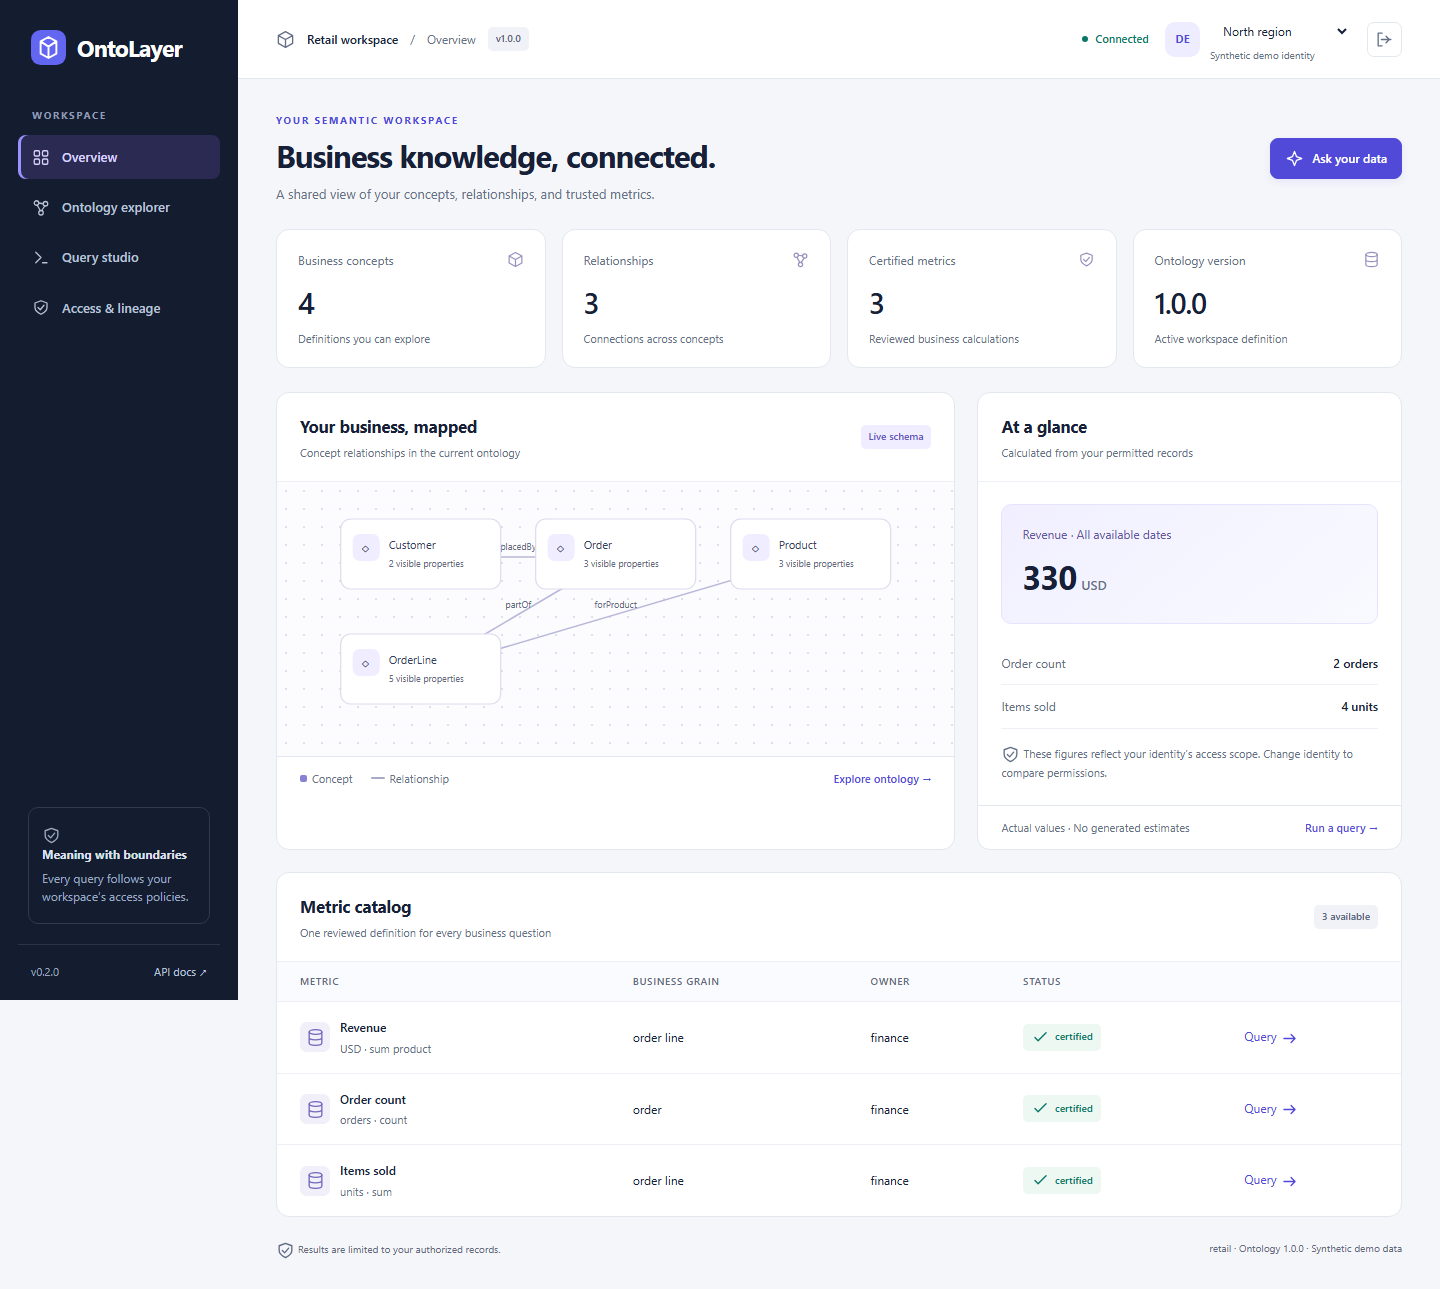 OntoLayer
WORKSPACE
Overview
Ontology explorer
Query studio
Access & lineage
Meaning with boundaries
Every query follows your
workspace's access policies.
v0.2.0
API docs ↗
Retail workspace / Overview v1.0.0
Connected
DE
North region
Synthetic demo identity
YOUR SEMANTIC WORKSPACE
Business knowledge, connected.
A shared view of your concepts, relationships, and trusted metrics.
Ask your data
Business concepts
4
Definitions you can explore
Relationships
3
Connections across concepts
Certified metrics
3
Reviewed business calculations
Ontology version
1.0.0
Active workspace definition
Your business, mapped
Concept relationships in the current ontology
Live schema
Customer
2 visible properties
placedBy
Order
3 visible properties
Product
3 visible properties
partOf
forProduct
OrderLine
5 visible properties
Concept
Relationship
Explore ontology →
At a glance
Calculated from your permitted records
Revenue · All available dates
330 USD
Order count
2 orders
Items sold
4 units
These figures reflect your identity's access scope. Change identity to
compare permissions.
Actual values · No generated estimates
Run a query →
Metric catalog
One reviewed definition for every business question
3 available
METRIC BUSINESS GRAIN OWNER STATUS
Revenue
USD · sum product
order line
finance
certified
Query →
Order count
orders · count
order
finance
certified
Query →
Items sold
units · sum
order line
finance
certified
Query →
Results are limited to your authorized records.
retail · Ontology 1.0.0 · Synthetic demo data